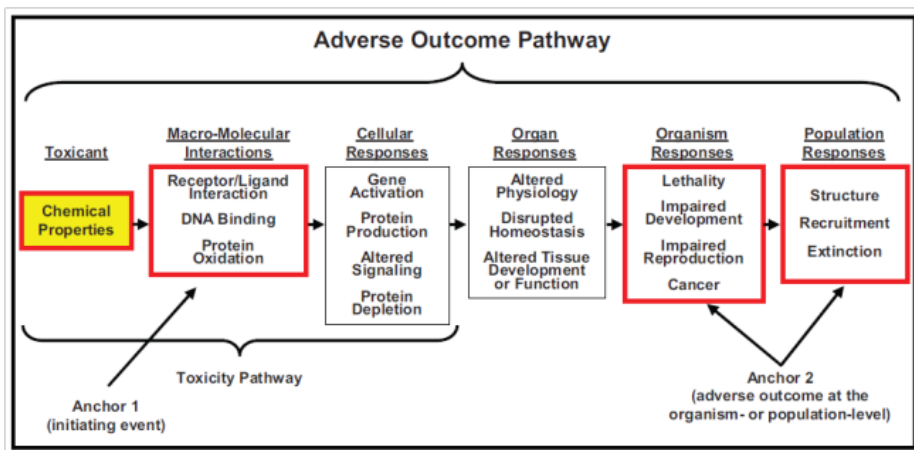 Adverse Outcome Pathway
Toxicant
Chemical
Properties
Macro-Molecular
Interactions
Receptor/Ligand
Interaction
DNA Binding
Protein
Oxidation
Cellular
Responses
Gene
Activation
Protein
Production
Altered
Signaling
Protein
Depletion
Organ
Responses
Altered
Physiology
Disrupted
Homeostasis
Altered Tissue
Development
or Function
Organism
Responses
Lethality
Impaired
Development
Impaired
Reproduction
Cancer
Population
Responses
Structure
Recruitment
Extinction
Toxicity Pathway
Anchor 1
(initiating event)
Anchor 2
(adverse outcome at the
organism- or population-level)